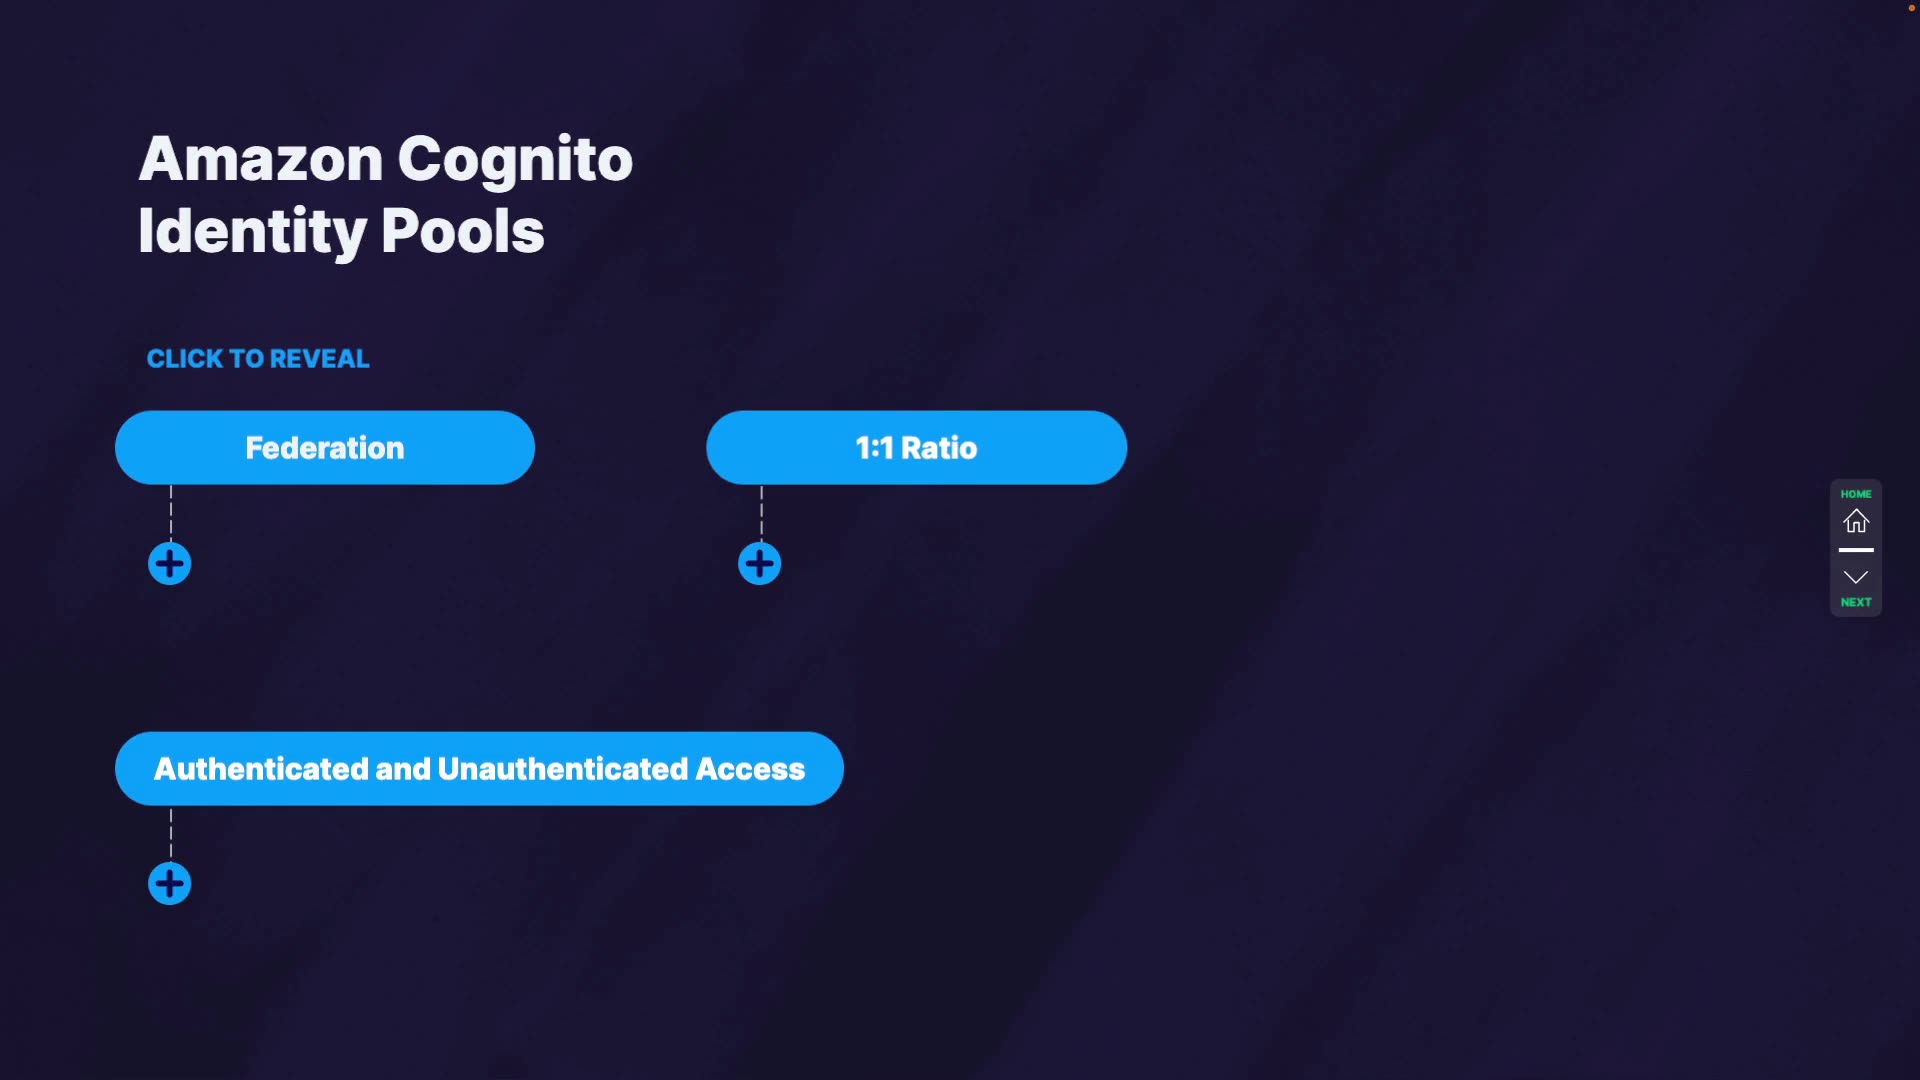 Amazon Cognito
Identity Pools
CLICK TO REVEAL
Federation
1:1 Ratio
HOME
NEXT
Authenticated and Unauthenticated Access